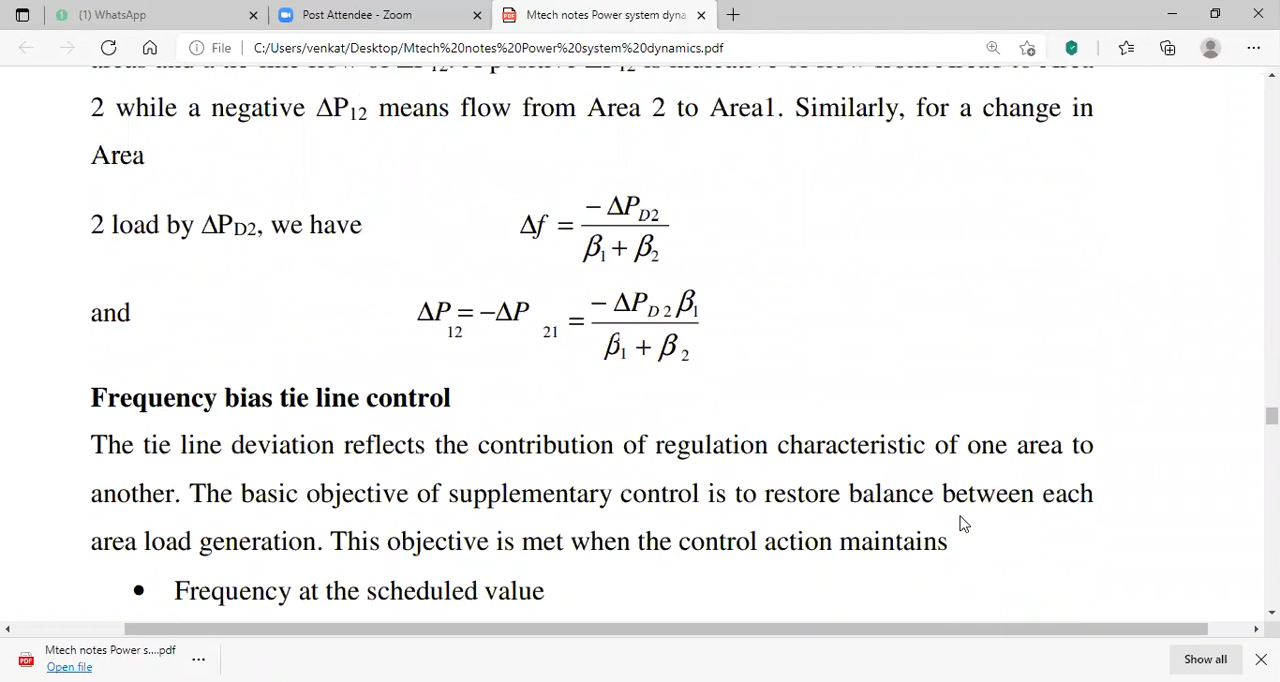 (1) WhatsApp
Post Attendee - Zoom
Mtech notes Power system dyna
File C:/Users/venkat/Desktop/Mtech%20notes%20Power%20system%20dynamics.pdf
2 while a negative ΔP12 means flow from Area 2 to Area1. Similarly, for a change in
Area
2 load by ΔPD2, we have Δf = −ΔPD2 / β1 + β2
and ΔP12 = −ΔP21 = −ΔPD2 β1 / β1 + β2
Frequency bias tie line control
The tie line deviation reflects the contribution of regulation characteristic of one area to
another. The basic objective of supplementary control is to restore balance between each
area load generation. This objective is met when the control action maintains
• Frequency at the scheduled value
Mtech notes Power s....pdf
Open file
Show all